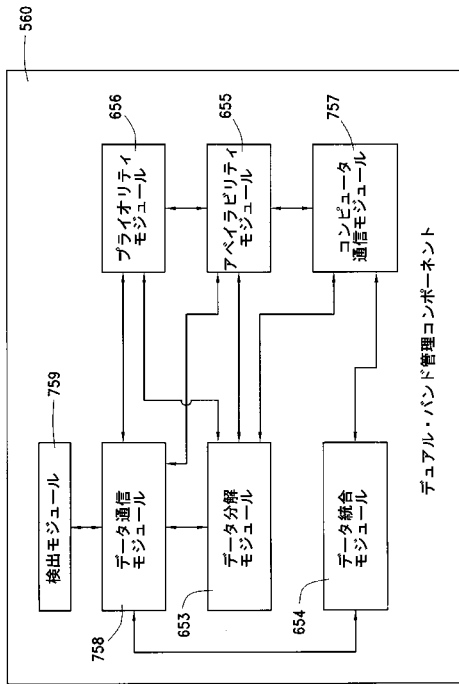 560
検出モジュール
759
データ通信
モジュール
758
データ分解
モジュール
653
データ統合
モジュール
654
プライオリティ
モジュール
656
アベイラビリティ
モジュール
655
コンピュータ
通信モジュール
757
デュアル・バンド管理コンポーネント